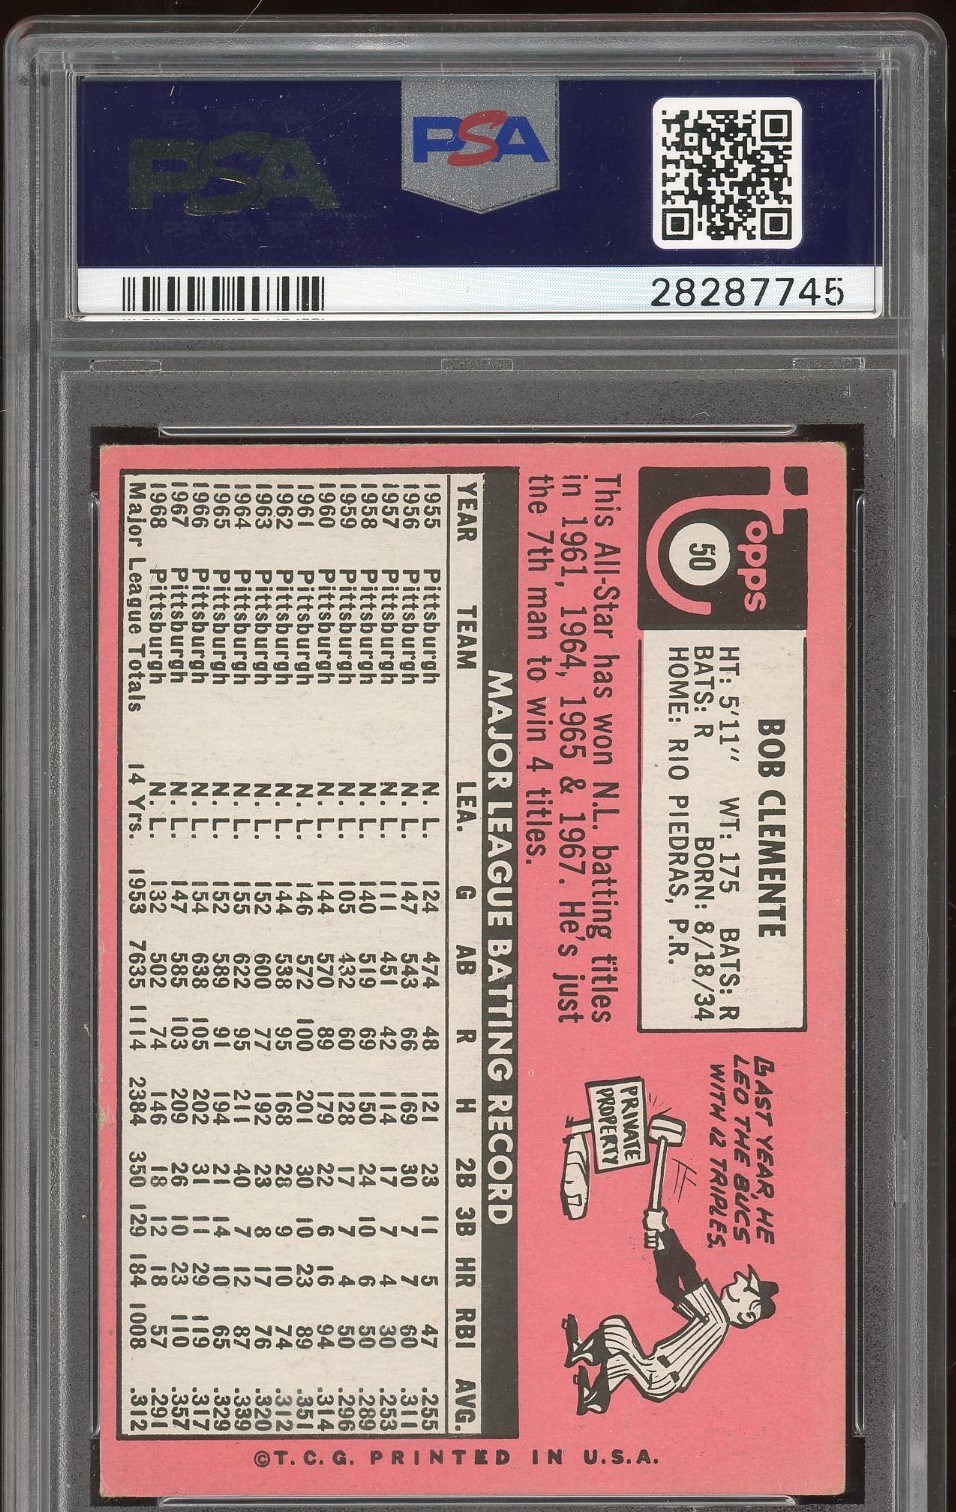 PSA
PSA
28287745
Topps
50
BOB CLEMENTE
HT: 5'11" WT: 175 BATS: R
BATS: R BORN: 8/18/34
HOME: RIO PIEDRAS, P.R.
LAST YEAR, HE
LED THE BUCS
WITH 12 TRIPLES.
PRIVATE
PROPERTY
This All-Star has won N.L. batting titles
in 1961, 1964, 1965 & 1967. He's just
the 7th man to win 4 titles.
MAJOR LEAGUE BATTING RECORD
YEAR TEAM LEA. G AB R H 2B 3B HR RBI AVG.
1955 Pittsburgh N. L. 124 474 48 121 23 11 5 47 .255
1956 Pittsburgh N. L. 147 543 66 169 30 7 7 60 .311
1957 Pittsburgh N. L. 111 451 42 114 17 7 4 30 .253
1958 Pittsburgh N. L. 140 519 69 150 24 10 6 50 .289
1959 Pittsburgh N. L. 105 432 60 128 17 7 4 50 .296
1960 Pittsburgh N. L. 144 570 89 179 22 6 16 94 .314
1961 Pittsburgh N. L. 146 572 100 201 30 10 23 89 .351
1962 Pittsburgh N. L. 144 538 95 168 28 9 10 74 .312
1963 Pittsburgh N. L. 152 600 77 192 23 8 17 76 .320
1964 Pittsburgh N. L. 155 622 95 211 40 7 12 87 .339
1965 Pittsburgh N. L. 152 589 91 194 21 14 10 65 .329
1966 Pittsburgh N. L. 154 638 105 202 31 11 29 119 .317
1967 Pittsburgh N. L. 147 585 103 209 26 10 23 110 .357
1968 Pittsburgh N. L. 132 502 74 146 18 12 18 57 .291
Major League Totals 14 Yrs. 1953 7635 1114 2384 350 129 184 1008 .312
©T.C.G. PRINTED IN U.S.A.